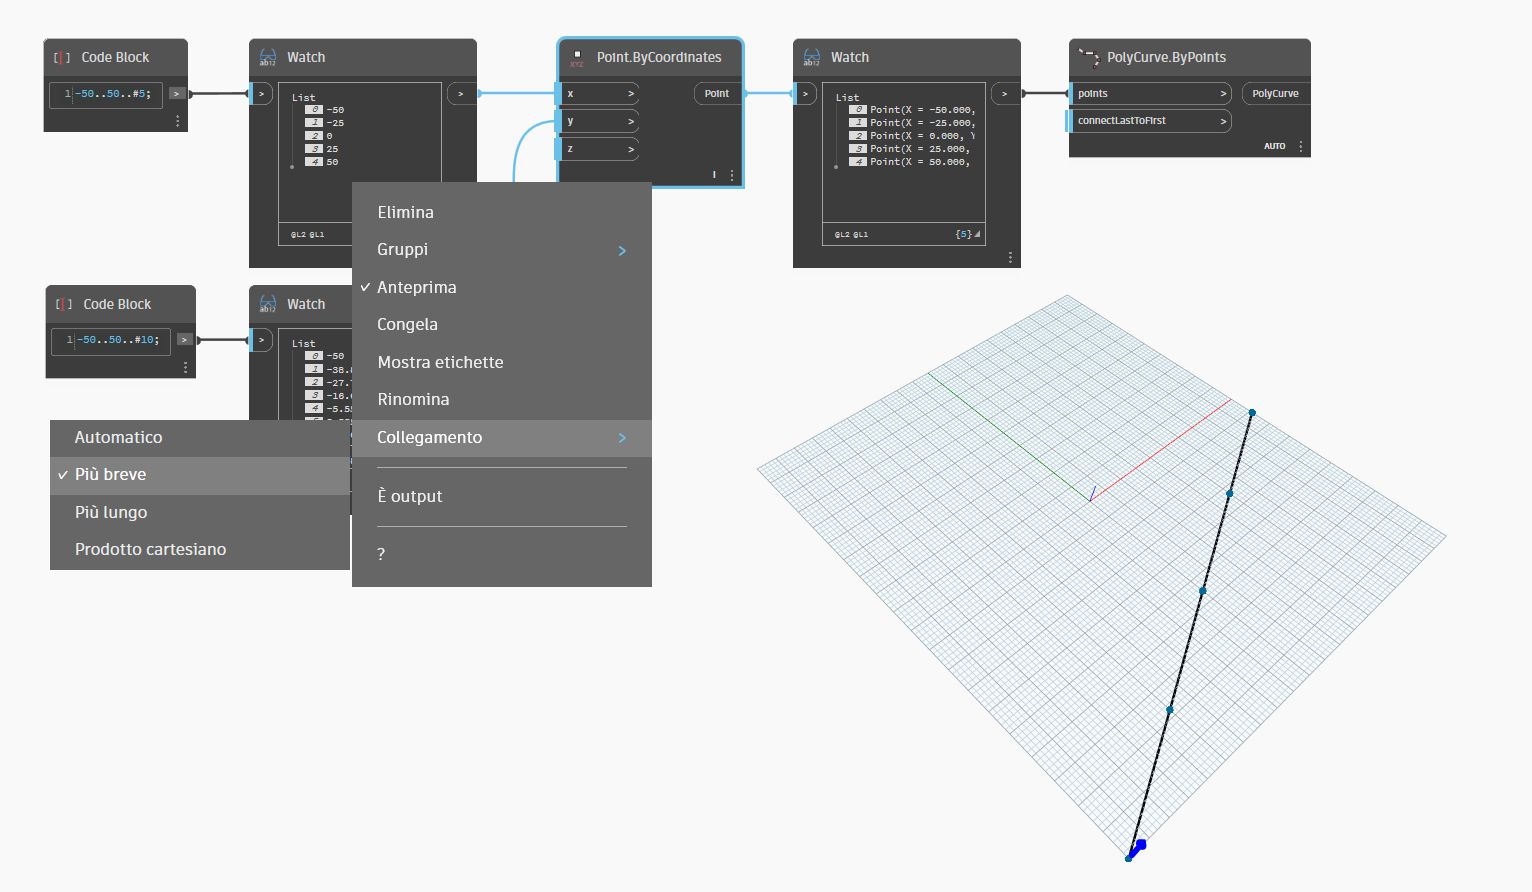 Code Block
1 -50..50..#5;
>
Watch
>
>
List
0 -50
1 -25
2 0
3 25
4 50
@L2 @L1
Point.ByCoordinates
XYZ
x >
Point
y >
z >
I
Watch
>
>
List
0 Point(X = -50.000,
1 Point(X = -25.000,
2 Point(X = 0.000, Y
3 Point(X = 25.000,
4 Point(X = 50.000,
@L2 @L1
{5}
PolyCurve.ByPoints
points >
PolyCurve
connectLastToFirst >
AUTO
Code Block
1 -50..50..#10;
>
Watch
>
List
0 -50
1 -38.
2 -27.
3 -16.
4 -5.5
Elimina
Gruppi >
✓ Anteprima
Congela
Mostra etichette
Rinomina
Collegamento >
È output
?
Automatico
✓ Più breve
Più lungo
Prodotto cartesiano